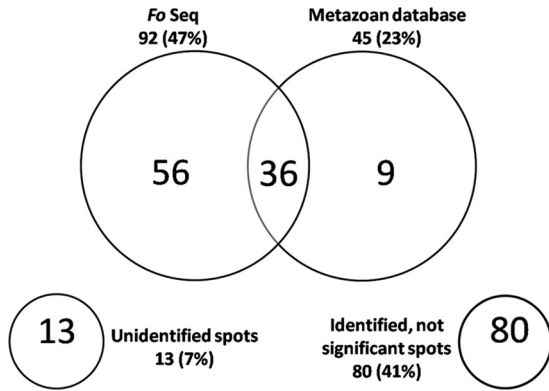 Fo Seq
92 (47%)
Metazoan database
45 (23%)
56
36
9
13
Unidentified spots
13 (7%)
Identified, not
significant spots
80 (41%)
80